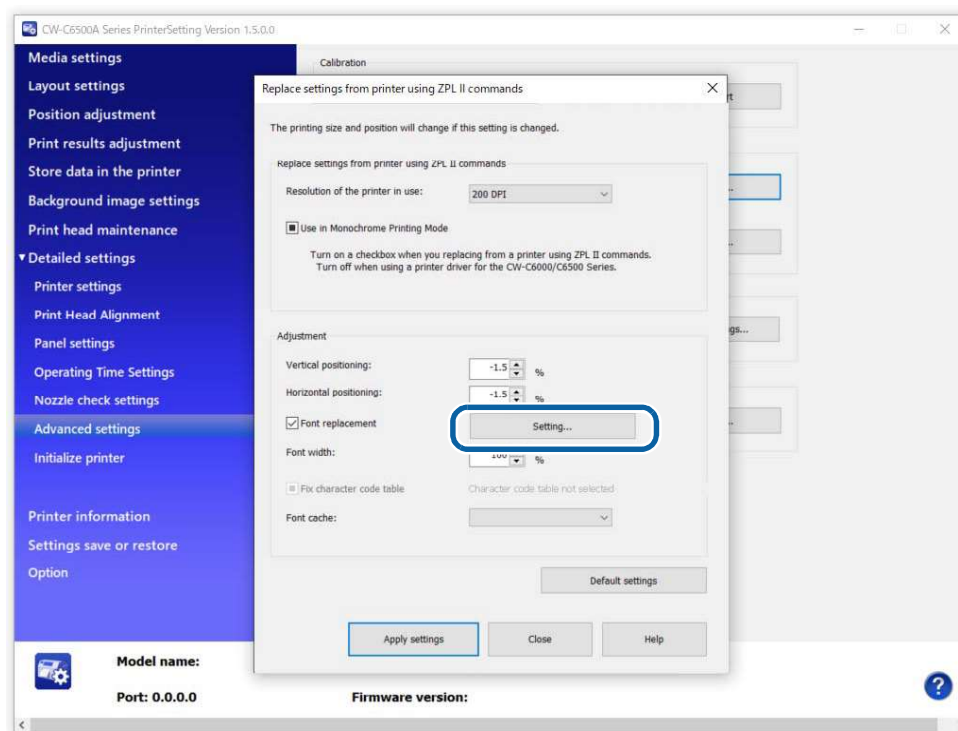 CW-C6500A Series PrinterSetting Version 1.5.0.0
Media settings
Layout settings
Position adjustment
Print results adjustment
Store data in the printer
Background image settings
Print head maintenance
Detailed settings
Printer settings
Print Head Alignment
Panel settings
Operating Time Settings
Nozzle check settings
Advanced settings
Initialize printer
Printer information
Settings save or restore
Option
Calibration
Replace settings from printer using ZPL II commands
The printing size and position will change if this setting is changed.
Replace settings from printer using ZPL II commands
Resolution of the printer in use: 200 DPI
Use in Monochrome Printing Mode
Turn on a checkbox when you replacing from a printer using ZPL II commands.
Turn off when using a printer driver for the CW-C6000/C6500 Series.
Adjustment
Vertical positioning: -1.5 %
Horizontal positioning: -1.5 %
Font replacement Setting...
Font width: 100 %
Fix character code table Character code table not selected
Font cache:
Default settings
Apply settings Close Help
Model name:
Port: 0.0.0.0 Firmware version: